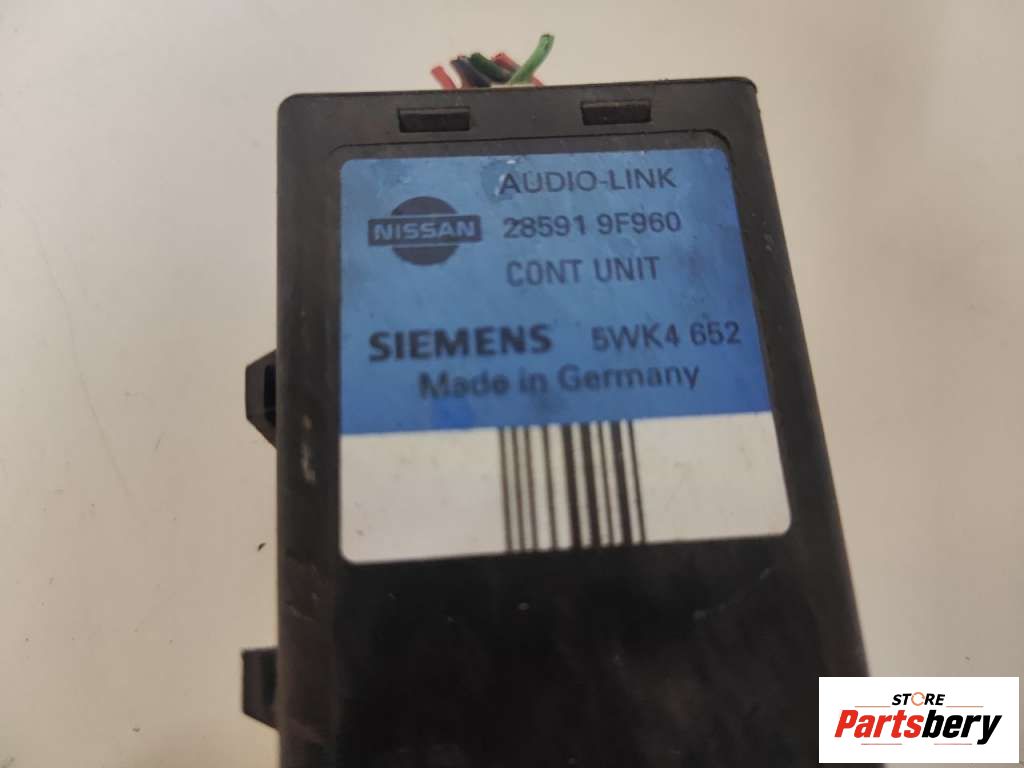 AUDIO-LINK
NISSAN 28591 9F960
CONT UNIT
SIEMENS 5WK4 652
Made in Germany
STORE
Partsbery